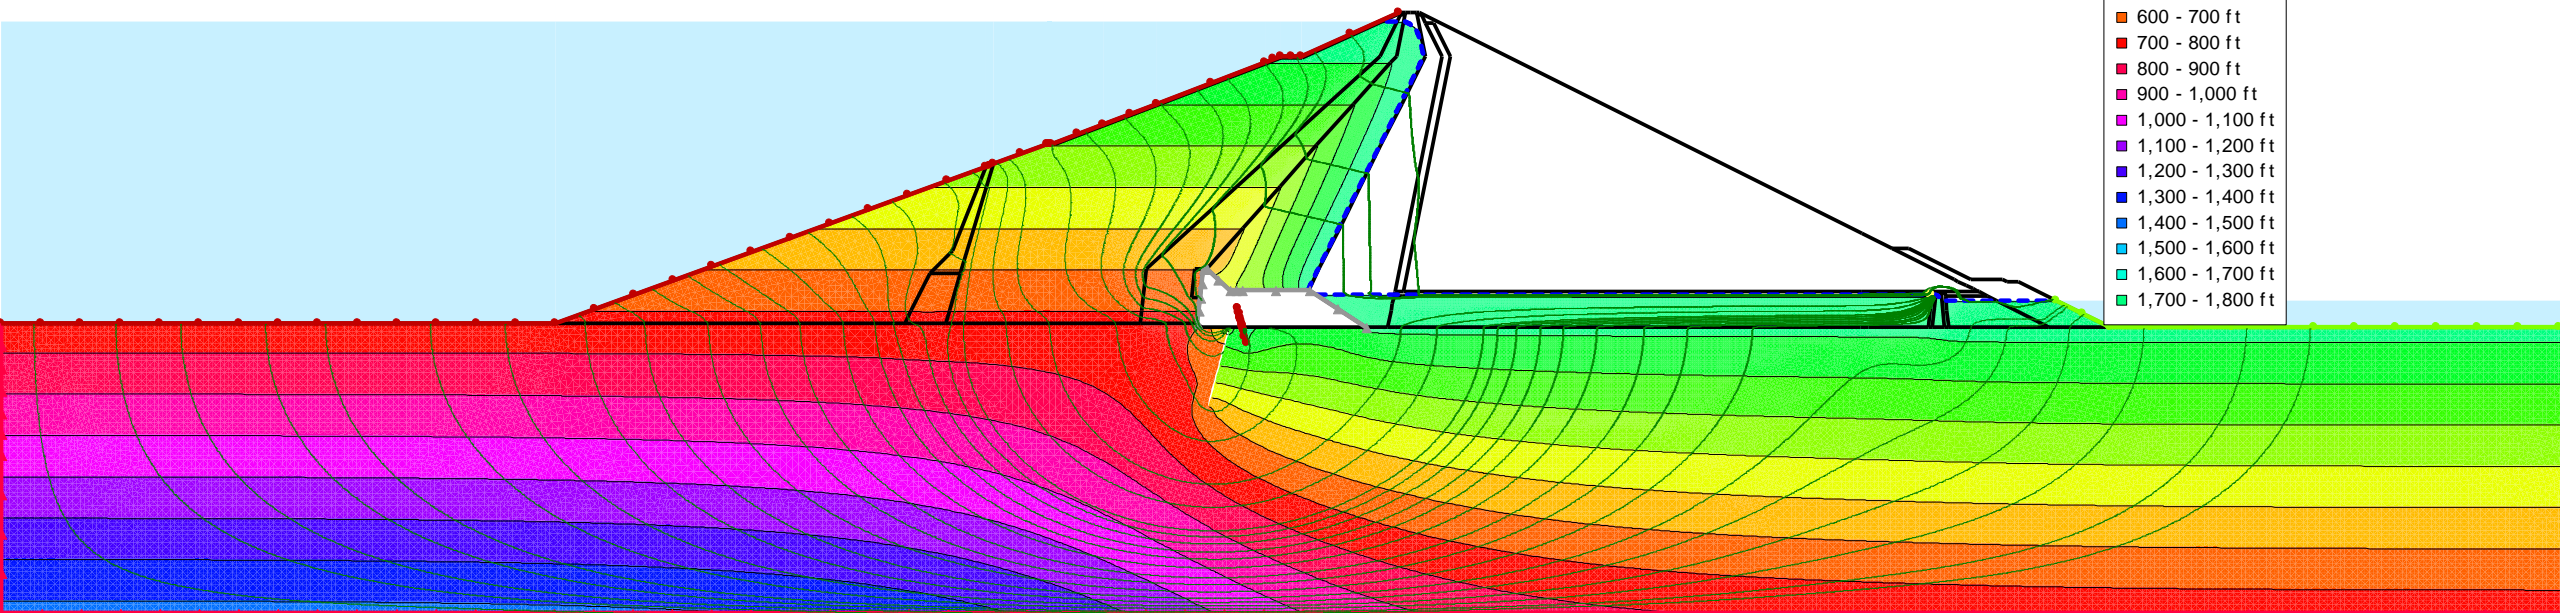 600 - 700 ft
700 - 800 ft
800 - 900 ft
900 - 1,000 ft
1,000 - 1,100 ft
1,100 - 1,200 ft
1,200 - 1,300 ft
1,300 - 1,400 ft
1,400 - 1,500 ft
1,500 - 1,600 ft
1,600 - 1,700 ft
1,700 - 1,800 ft